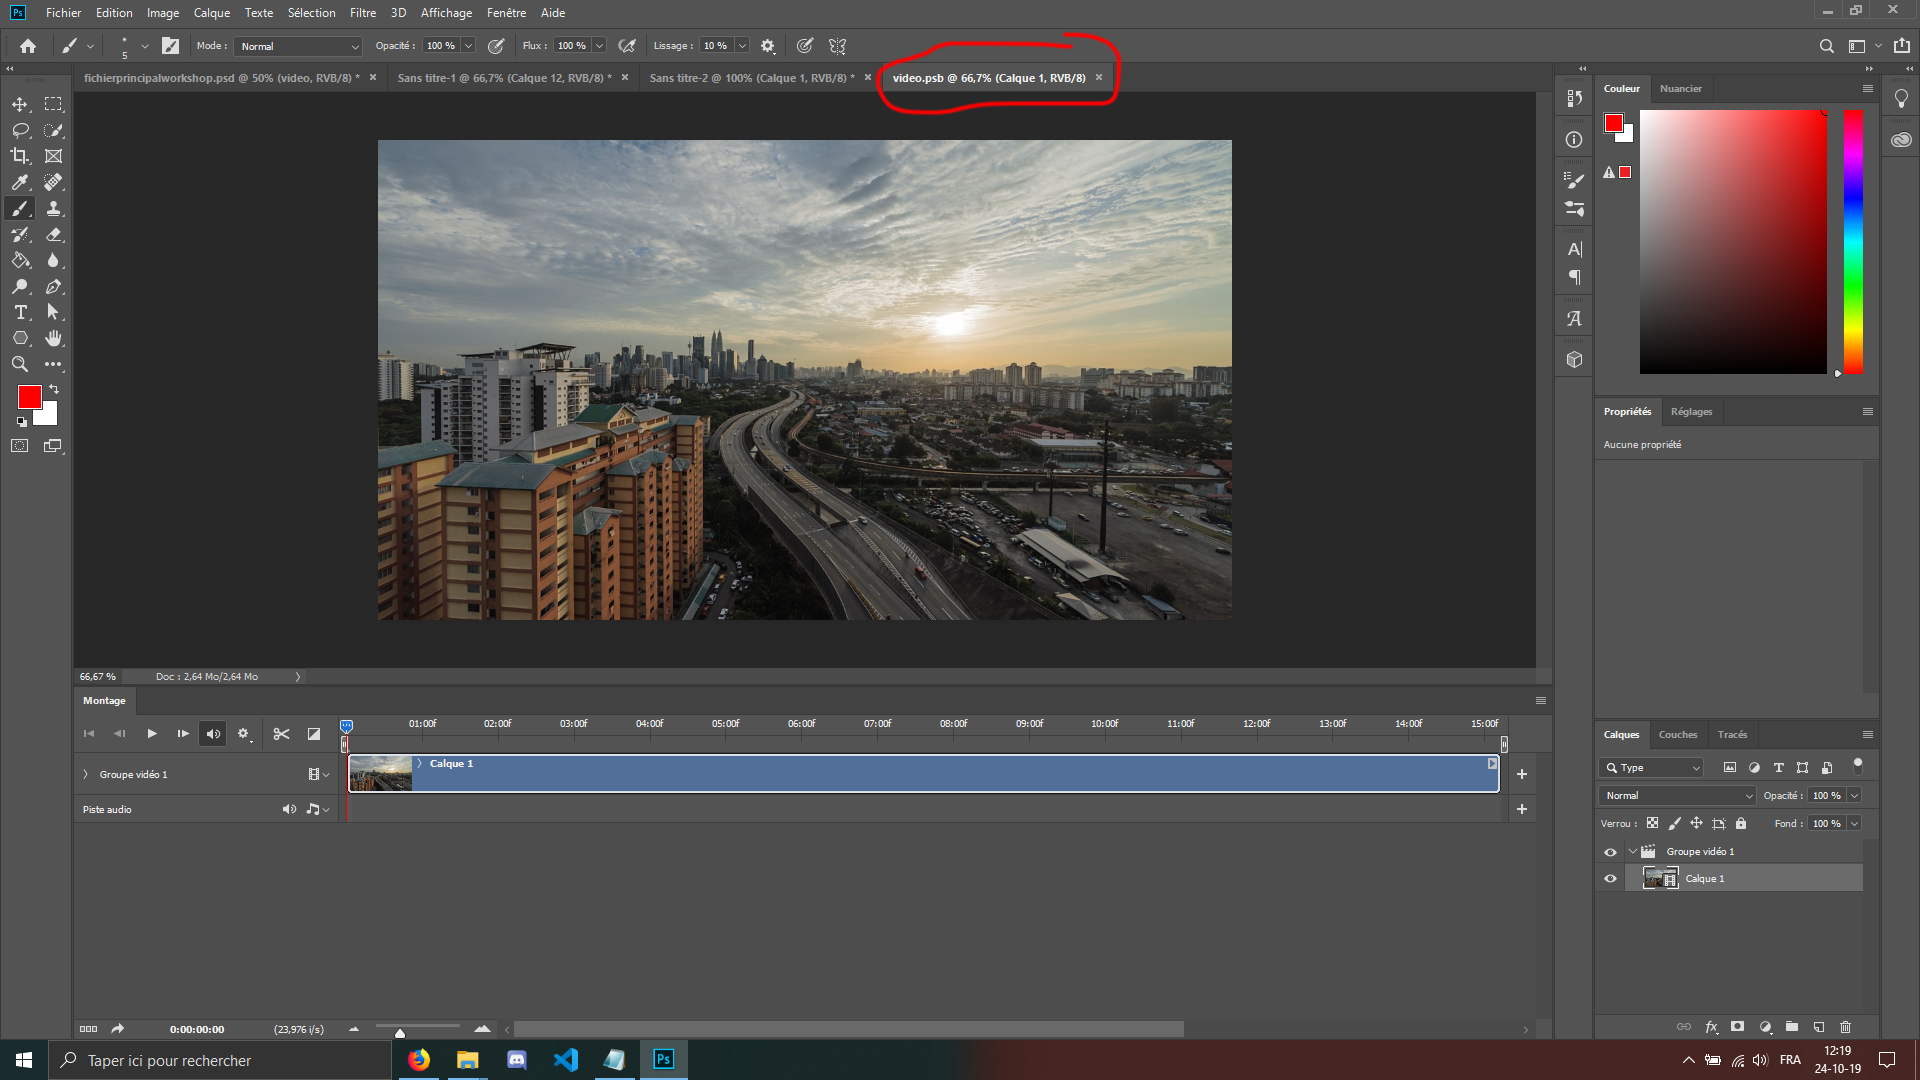 Ps Fichier Edition Image Calque Texte Sélection Filtre 3D Affichage Fenêtre Aide
5 Mode : Normal Opacité : 100 % Flux : 100 % Lissage : 10 %
fichierprincipalworkshop.psd @ 50% (video, RVB/8) * Sans titre-1 @ 66,7% (Calque 12, RVB/8) * Sans titre-2 @ 100% (Calque 1, RVB/8) * video.psb @ 66,7% (Calque 1, RVB/8)
Couleur Nuancier
Propriétés Réglages
Aucune propriété
66,67 % Doc : 2,64 Mo/2,64 Mo
Montage
01:00f 02:00f 03:00f 04:00f 05:00f 06:00f 07:00f 08:00f 09:00f 10:00f 11:00f 12:00f 13:00f 14:00f 15:00f
Groupe vidéo 1 Calque 1
Piste audio
0:00:00:00 (23,976 i/s)
Calques Couches Tracés
Type
Normal Opacité : 100 %
Verrou : Fond : 100 %
Groupe vidéo 1
Calque 1
fx
Taper ici pour rechercher Ps FRA 12:19
24-10-19